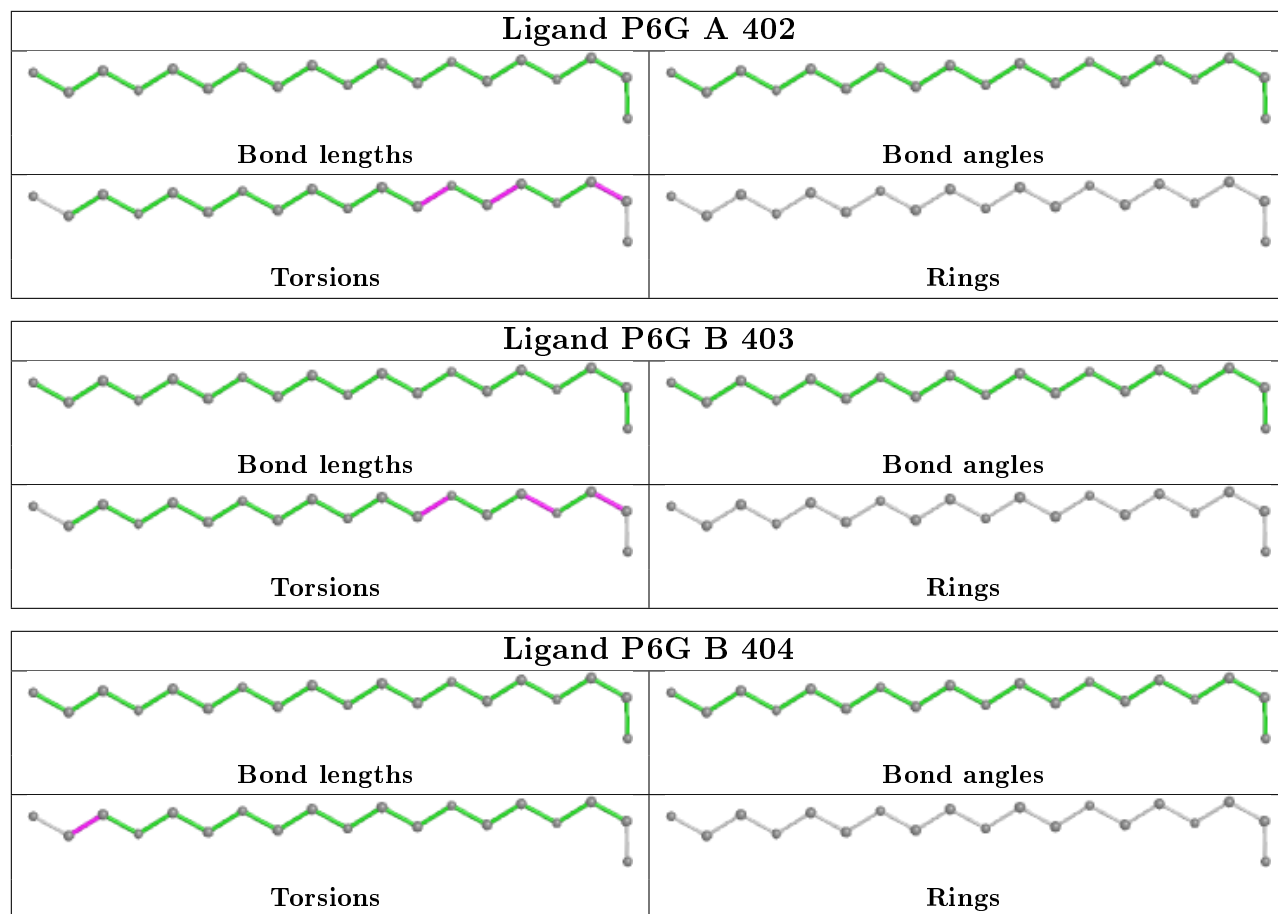 Ligand P6G A 402
Bond lengths Bond angles
Torsions Rings
Ligand P6G B 403
Bond lengths Bond angles
Torsions Rings
Ligand P6G B 404
Bond lengths Bond angles
Torsions Rings